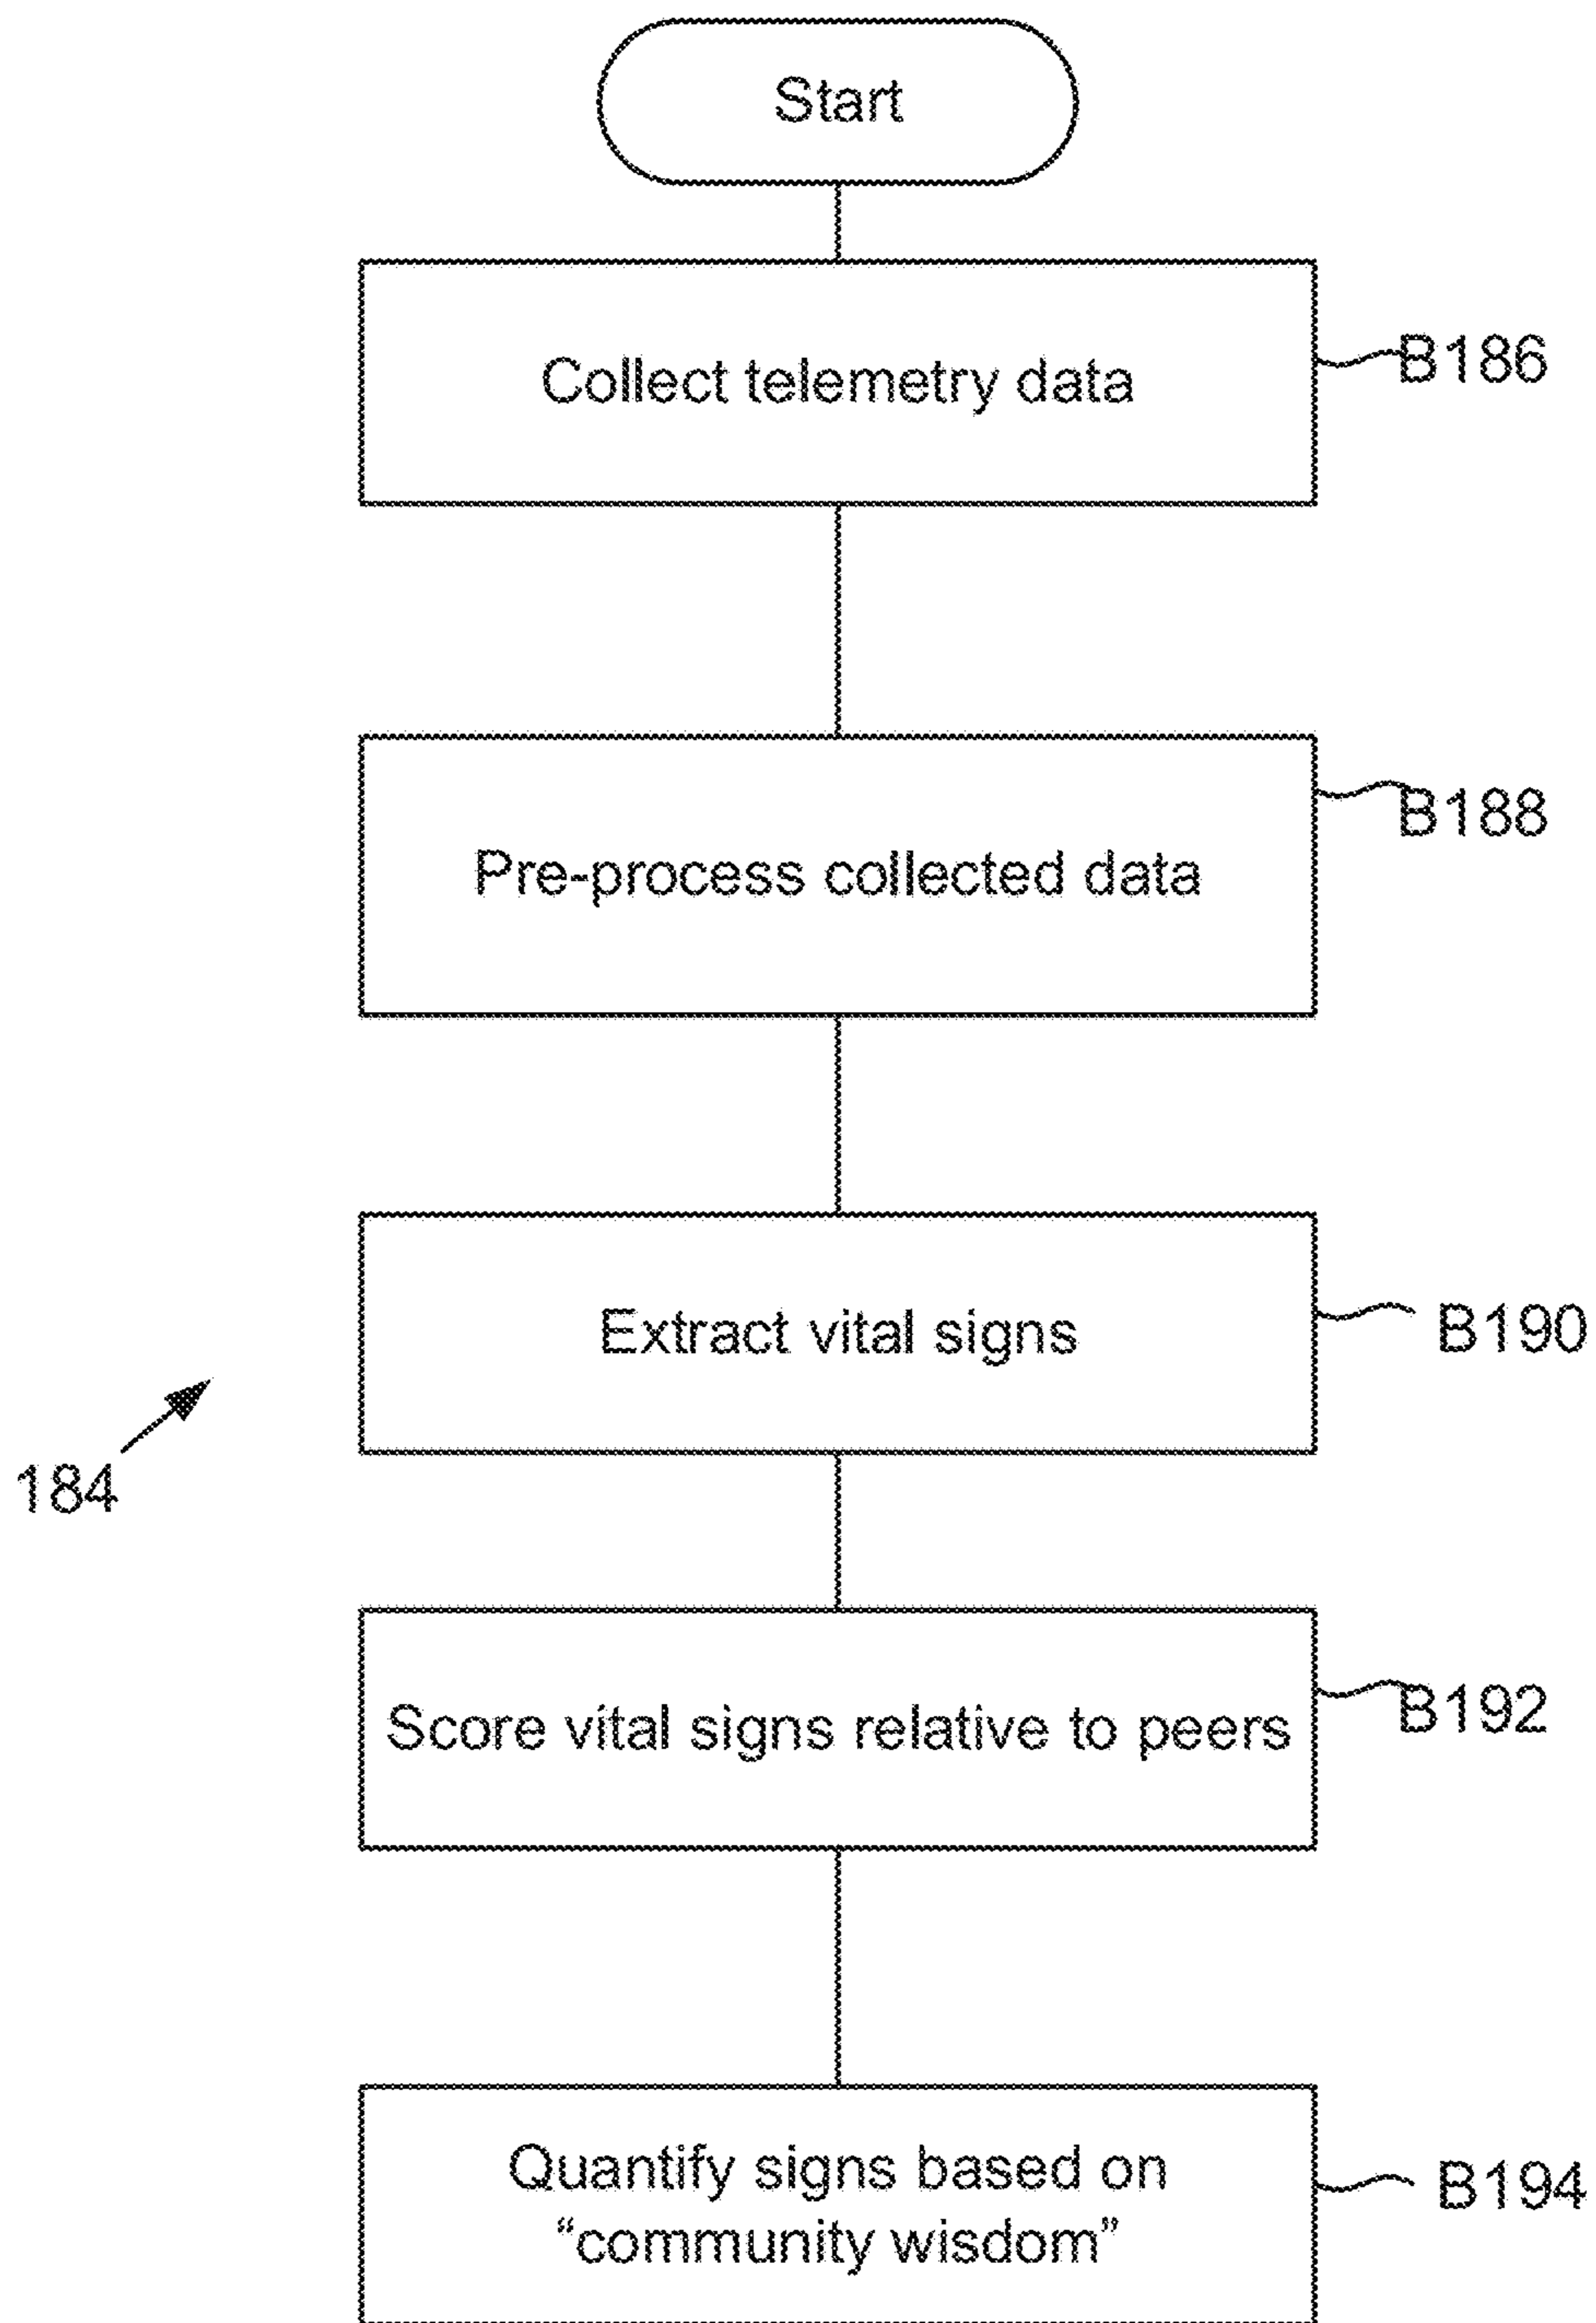 Start
Collect telemetry data
B186
Pre-process collected data
B188
Extract vital signs
B190
184
Score vital signs relative to peers
B192
Quantify signs based on
“community wisdom”
B194